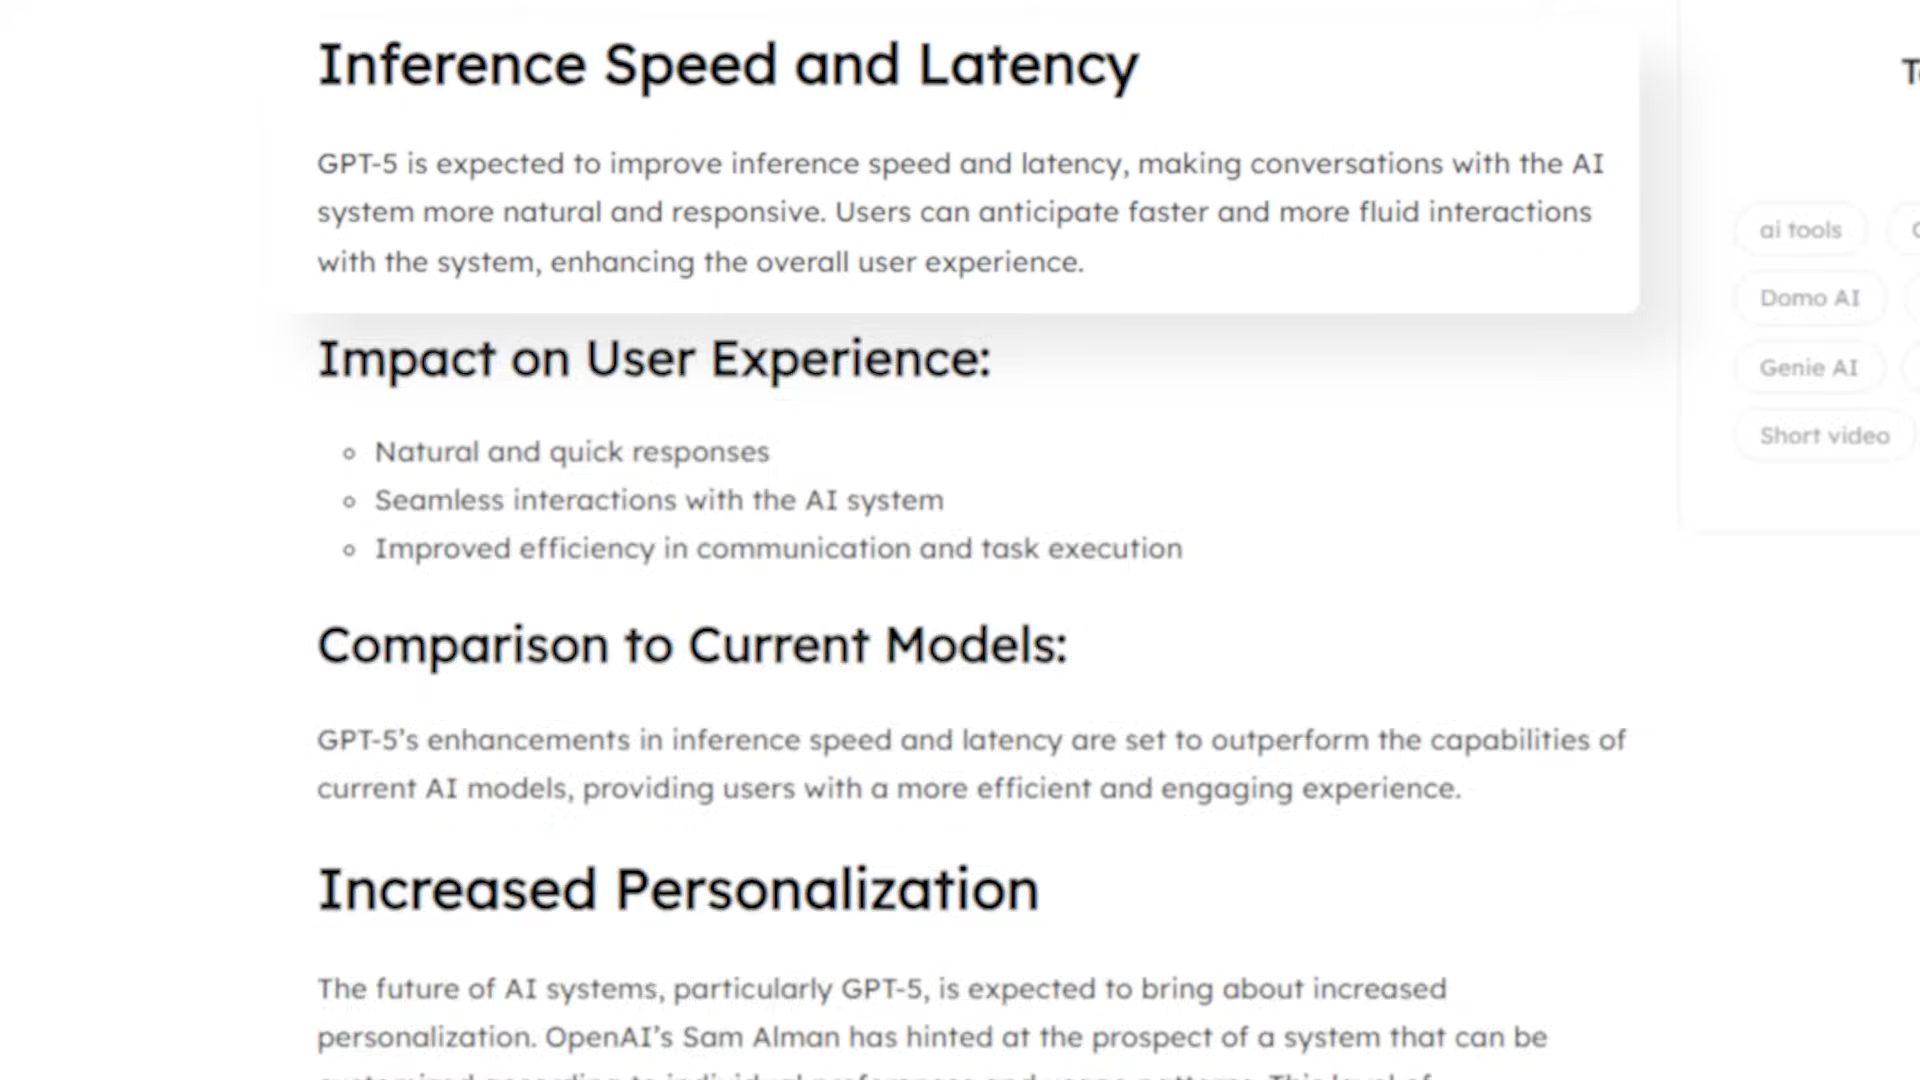 Inference Speed and Latency
GPT-5 is expected to improve inference speed and latency, making conversations with the AI
system more natural and responsive. Users can anticipate faster and more fluid interactions
with the system, enhancing the overall user experience.
Impact on User Experience:
Natural and quick responses
Seamless interactions with the AI system
Improved efficiency in communication and task execution
Comparison to Current Models:
GPT-5’s enhancements in inference speed and latency are set to outperform the capabilities of
current AI models, providing users with a more efficient and engaging experience.
Increased Personalization
The future of AI systems, particularly GPT-5, is expected to bring about increased
personalization. OpenAI’s Sam Alman has hinted at the prospect of a system that can be
ai tools
Domo AI
Genie AI
Short video